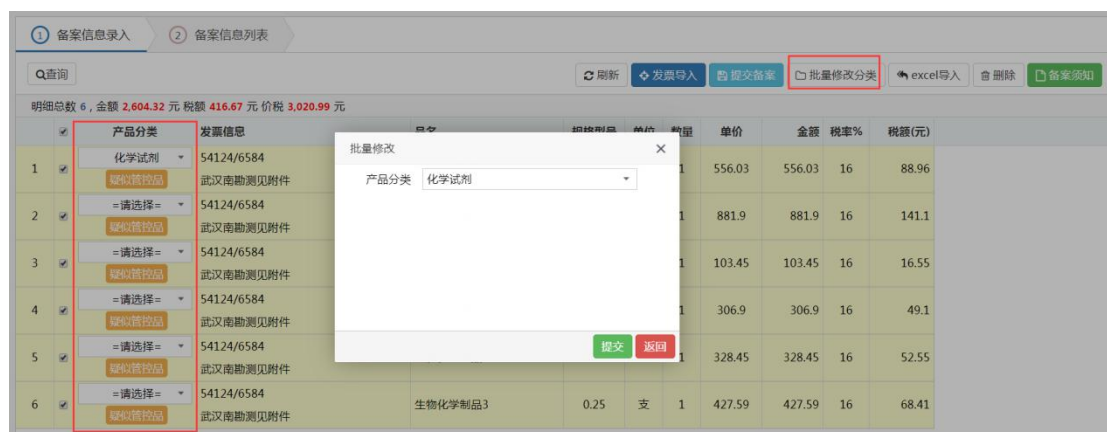 1 备案信息录入 2 备案信息列表
查询 刷新 发票导入 提交备案 批量修改分类 excel导入 删除 备案须知
明细总数 6 , 金额 2,604.32 元 税额 416.67 元 价税 3,020.99 元
产品分类 发票信息 品名 规格型号 单位 数量 单价 金额 税率% 税额(元)
批量修改 ×
产品分类 化学试剂
提交 返回
1 化学试剂 54124/6584 1 556.03 556.03 16 88.96
疑似管控品 武汉南勘测见附件
2 =请选择= 54124/6584 1 881.9 881.9 16 141.1
疑似管控品 武汉南勘测见附件
3 =请选择= 54124/6584 1 103.45 103.45 16 16.55
疑似管控品 武汉南勘测见附件
4 =请选择= 54124/6584 1 306.9 306.9 16 49.1
疑似管控品 武汉南勘测见附件
5 =请选择= 54124/6584 1 328.45 328.45 16 52.55
疑似管控品 武汉南勘测见附件
6 =请选择= 54124/6584 生物化学制品3 0.25 支 1 427.59 427.59 16 68.41
疑似管控品 武汉南勘测见附件